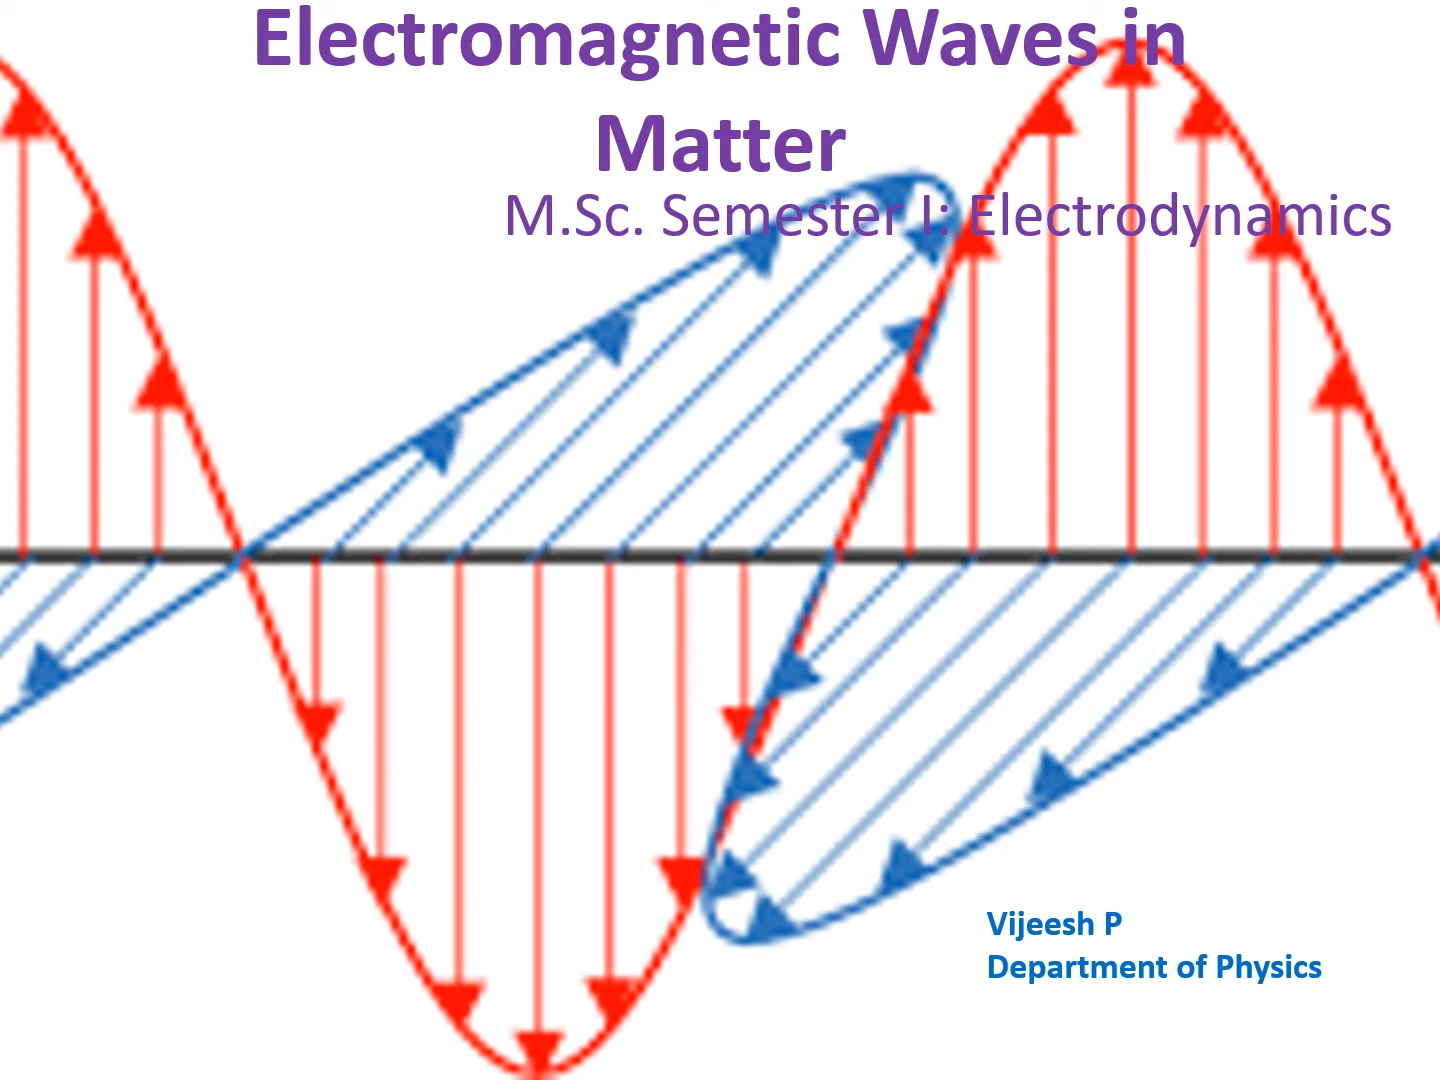 Electromagnetic Waves in
Matter
M.Sc. Semester I: Electrodynamics
Vijeesh P
Department of Physics